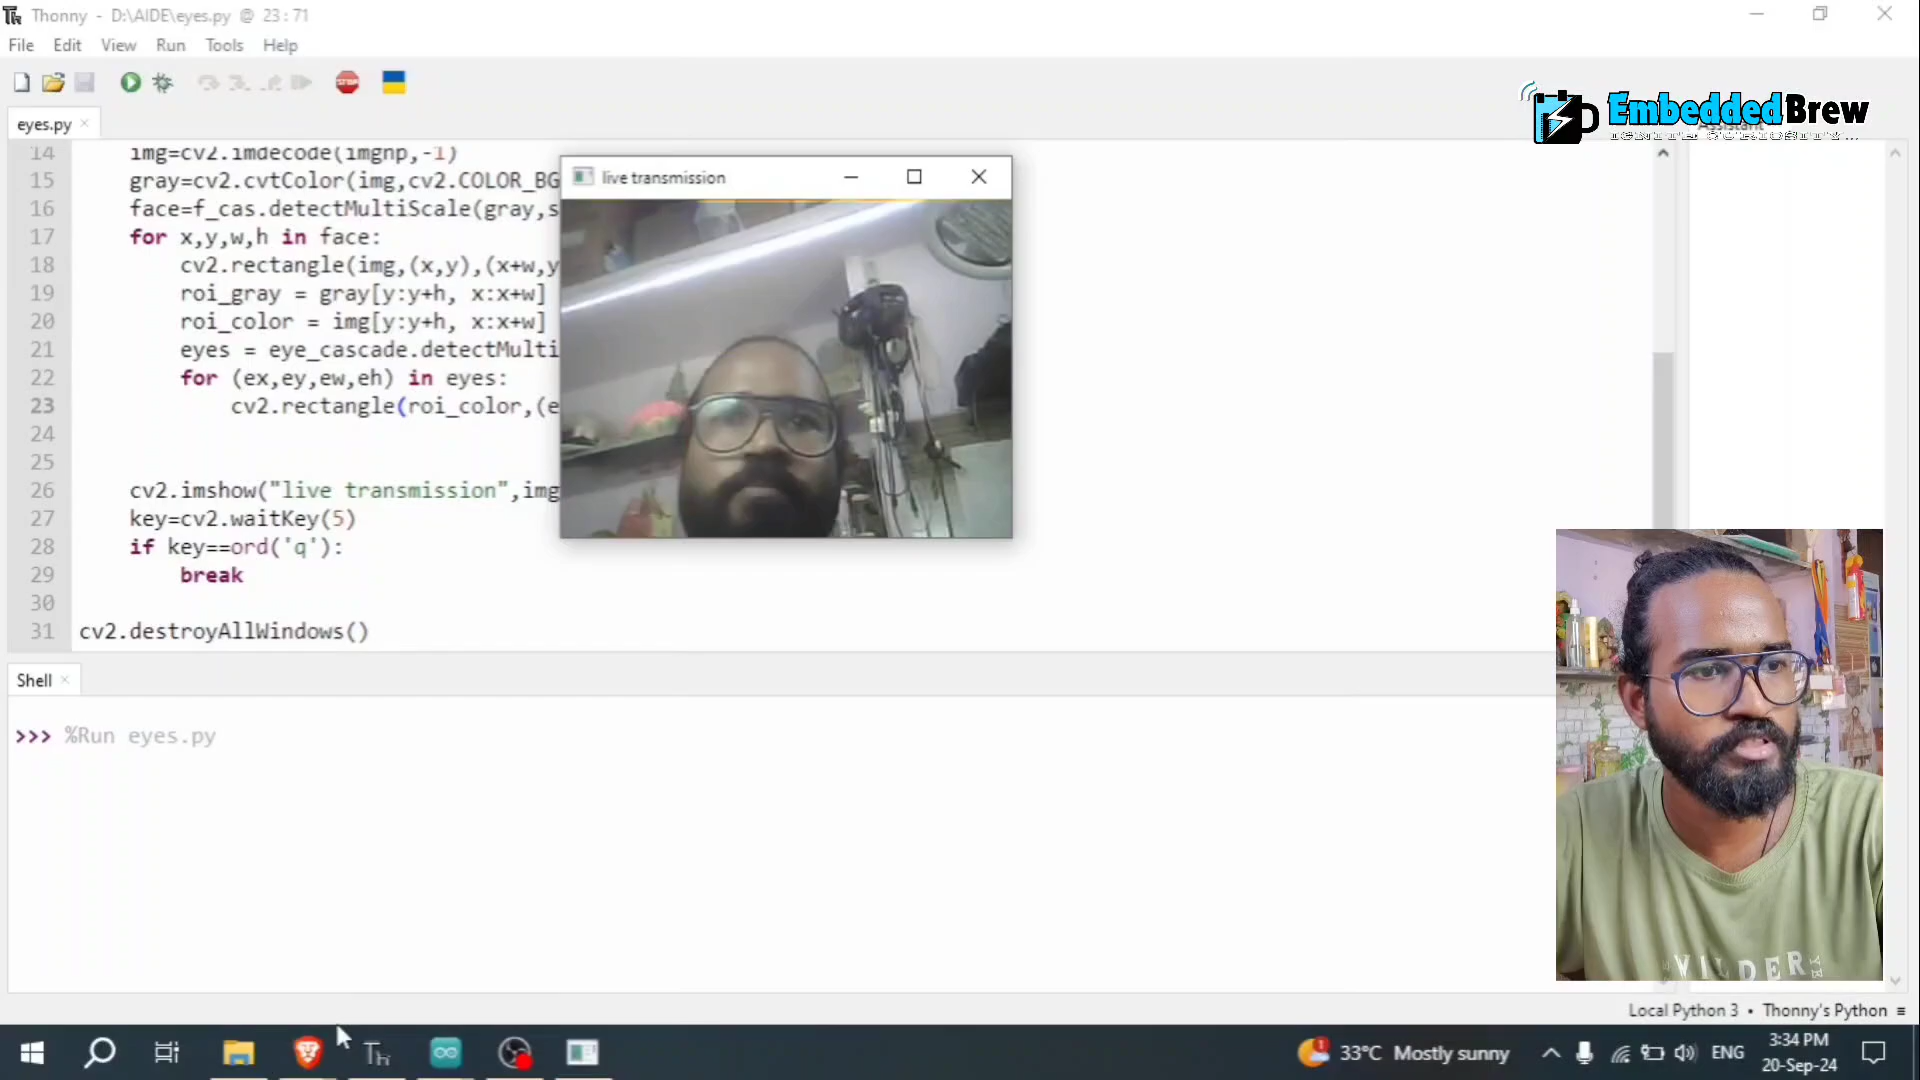 Thonny - D:\AIDE\eyes.py @ 23:71
File Edit View Run Tools Help
EmbeddedBrew
eyes.py
14 img=cv2.imdecode(imgnp,-1)
15 gray=cv2.cvtColor(img,cv2.COLOR_BG
16 face=f_cas.detectMultiScale(gray,s
17 for x,y,w,h in face:
18 cv2.rectangle(img,(x,y),(x+w,y
19 roi_gray = gray[y:y+h, x:x+w]
20 roi_color = img[y:y+h, x:x+w]
21 eyes = eye_cascade.detectMulti
22 for (ex,ey,ew,eh) in eyes:
23 cv2.rectangle(roi_color,(e
24
25
26 cv2.imshow("live transmission",img
27 key=cv2.waitKey(5)
28 if key==ord('q'):
29 break
30
31 cv2.destroyAllWindows()
live transmission
Shell
>>> %Run eyes.py
Local Python 3 • Thonny's Python
33°C Mostly sunny
ENG
3:34 PM
20-Sep-24